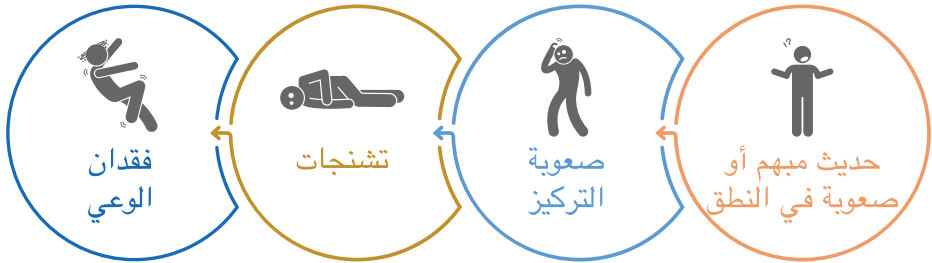 حديث مبهم أو
صعوبة في النطق
صعوبة
التركيز
تشنجات
فقدان
الوعي
!?